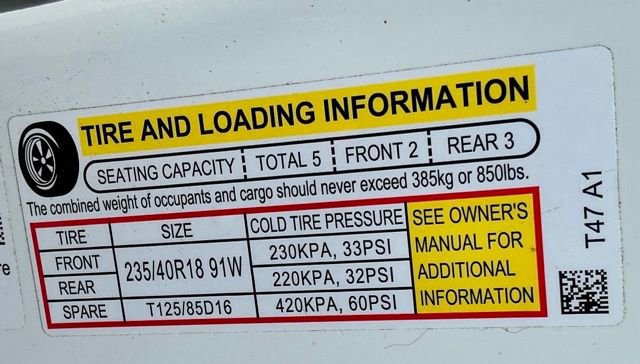 TIRE AND LOADING INFORMATION
SEATING CAPACITY TOTAL 5 FRONT 2 REAR 3
The combined weight of occupants and cargo should never exceed 385kg or 850lbs.
TIRE SIZE COLD TIRE PRESSURE
FRONT 235/40R18 91W 230KPA, 33PSI
REAR 220KPA, 32PSI
SPARE T125/85D16 420KPA, 60PSI
SEE OWNER'S
MANUAL FOR
ADDITIONAL
INFORMATION
T47 A1